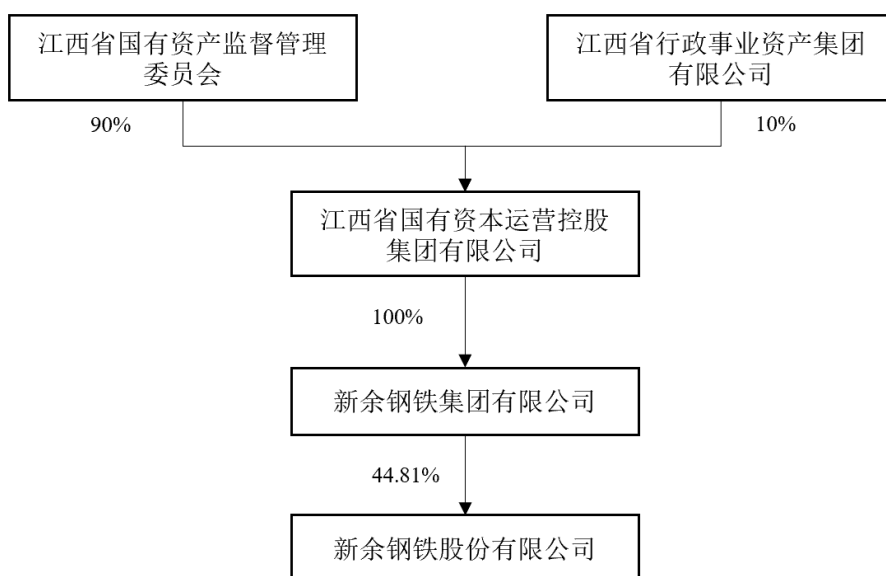 江西省国有资产监督管理
委员会
江西省行政事业资产集团
有限公司
90%
10%
江西省国有资本运营控股
集团有限公司
100%
新余钢铁集团有限公司
44.81%
新余钢铁股份有限公司